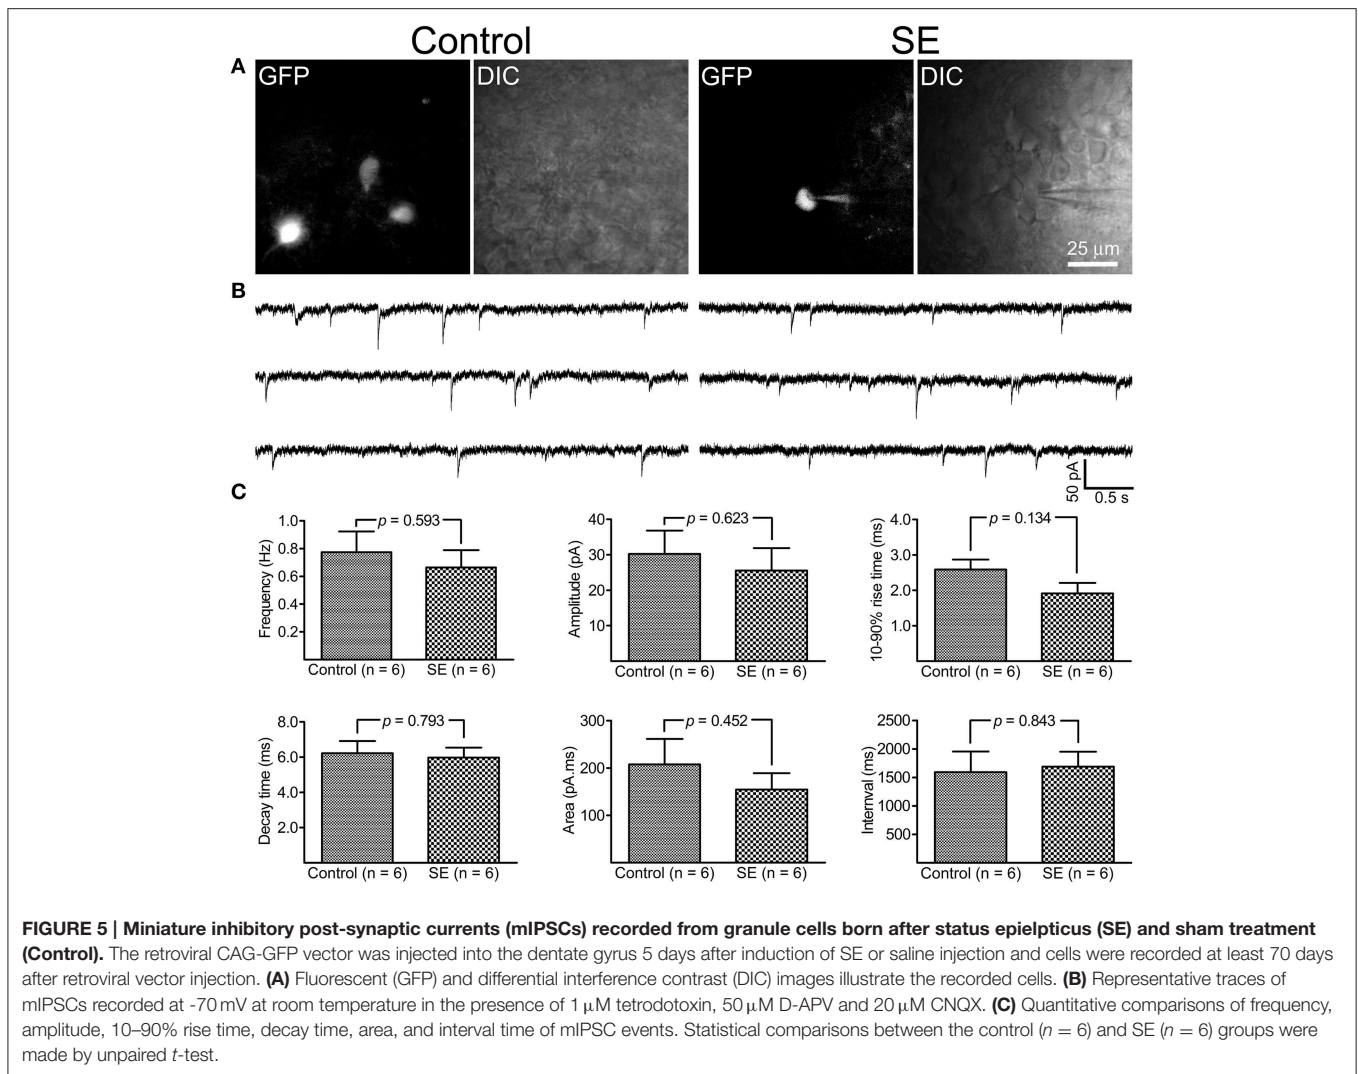 Control
SE
A
GFP
DIC
GFP
DIC
25 μm
B
50 pA
0.5 s
C
Frequency (Hz)
1.0
0.8
0.6
0.4
0.2
p = 0.593
Control (n = 6)
SE (n = 6)
Amplitude (pA)
40
30
20
10
p = 0.623
Control (n = 6)
SE (n = 6)
10-90% rise time (ms)
4.0
3.0
2.0
1.0
p = 0.134
Control (n = 6)
SE (n = 6)
Decay time (ms)
8.0
6.0
4.0
2.0
p = 0.793
Control (n = 6)
SE (n = 6)
Area (pA.ms)
300
200
100
p = 0.452
Control (n = 6)
SE (n = 6)
Internval (ms)
2500
2000
1500
1000
500
p = 0.843
Control (n = 6)
SE (n = 6)
FIGURE 5 | Miniature inhibitory post-synaptic currents (mIPSCs) recorded from granule cells born after status epielpticus (SE) and sham treatment
(Control). The retroviral CAG-GFP vector was injected into the dentate gyrus 5 days after induction of SE or saline injection and cells were recorded at least 70 days
after retroviral vector injection. (A) Fluorescent (GFP) and differential interference contrast (DIC) images illustrate the recorded cells. (B) Representative traces of
mIPSCs recorded at -70 mV at room temperature in the presence of 1 μM tetrodotoxin, 50 μM D-APV and 20 μM CNQX. (C) Quantitative comparisons of frequency,
amplitude, 10–90% rise time, decay time, area, and interval time of mIPSC events. Statistical comparisons between the control (n = 6) and SE (n = 6) groups were
made by unpaired t-test.